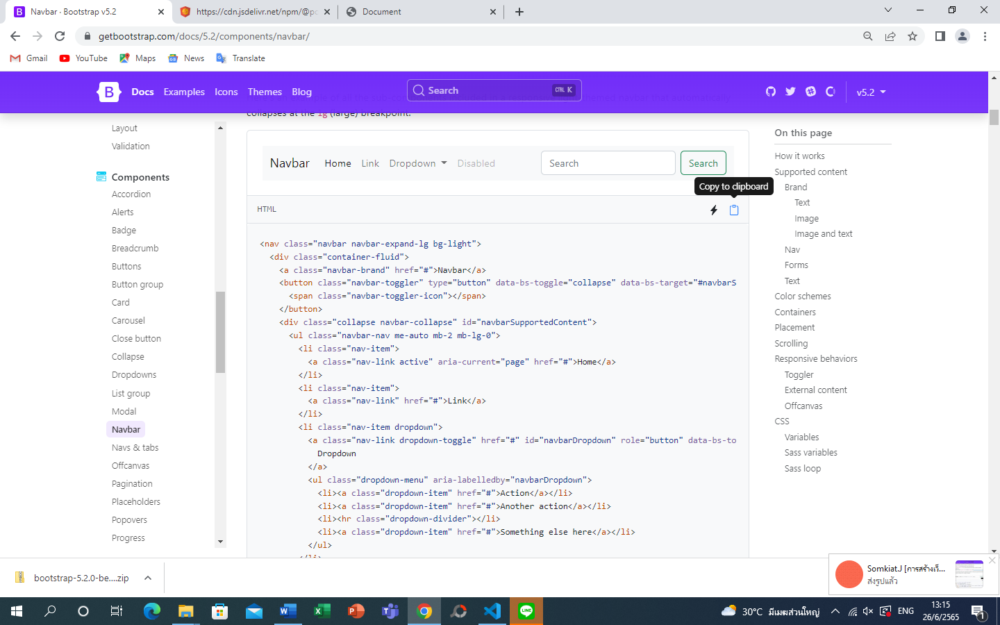 Navbar · Bootstrap v5.2
https://cdn.jsdelivr.net/npm/@po
Document
getbootstrap.com/docs/5.2/components/navbar/
Gmail
YouTube
Maps
News
Translate
B Docs Examples Icons Themes Blog
Search CTRL K
v5.2
collapses at the lg (large) breakpoint.
Layout
Validation
Components
Accordion
Alerts
Badge
Breadcrumb
Buttons
Button group
Card
Carousel
Close button
Collapse
Dropdowns
List group
Modal
Navbar
Navs & tabs
Offcanvas
Pagination
Placeholders
Popovers
Progress
Navbar Home Link Dropdown Disabled Search Search
Copy to clipboard
HTML
<nav class="navbar navbar-expand-lg bg-light">
<div class="container-fluid">
<a class="navbar-brand" href="#">Navbar</a>
<button class="navbar-toggler" type="button" data-bs-toggle="collapse" data-bs-target="#navbarS
<span class="navbar-toggler-icon"></span>
</button>
<div class="collapse navbar-collapse" id="navbarSupportedContent">
<ul class="navbar-nav me-auto mb-2 mb-lg-0">
<li class="nav-item">
<a class="nav-link active" aria-current="page" href="#">Home</a>
</li>
<li class="nav-item">
<a class="nav-link" href="#">Link</a>
</li>
<li class="nav-item dropdown">
<a class="nav-link dropdown-toggle" href="#" id="navbarDropdown" role="button" data-bs-to
Dropdown
</a>
<ul class="dropdown-menu" aria-labelledby="navbarDropdown">
<li><a class="dropdown-item" href="#">Action</a></li>
<li><a class="dropdown-item" href="#">Another action</a></li>
<li><hr class="dropdown-divider"></li>
<li><a class="dropdown-item" href="#">Something else here</a></li>
</ul>
</li>
On this page
How it works
Supported content
Brand
Text
Image
Image and text
Nav
Forms
Text
Color schemes
Containers
Placement
Scrolling
Responsive behaviors
Toggler
External content
Offcanvas
CSS
Variables
Sass variables
Sass loop
bootstrap-5.2.0-be....zip
SomkiatJ [การสร้างเว็...
ส่งรูปแล้ว
30°C มีเมฆส่วนใหญ่
ENG
13:15
26/6/2565
1